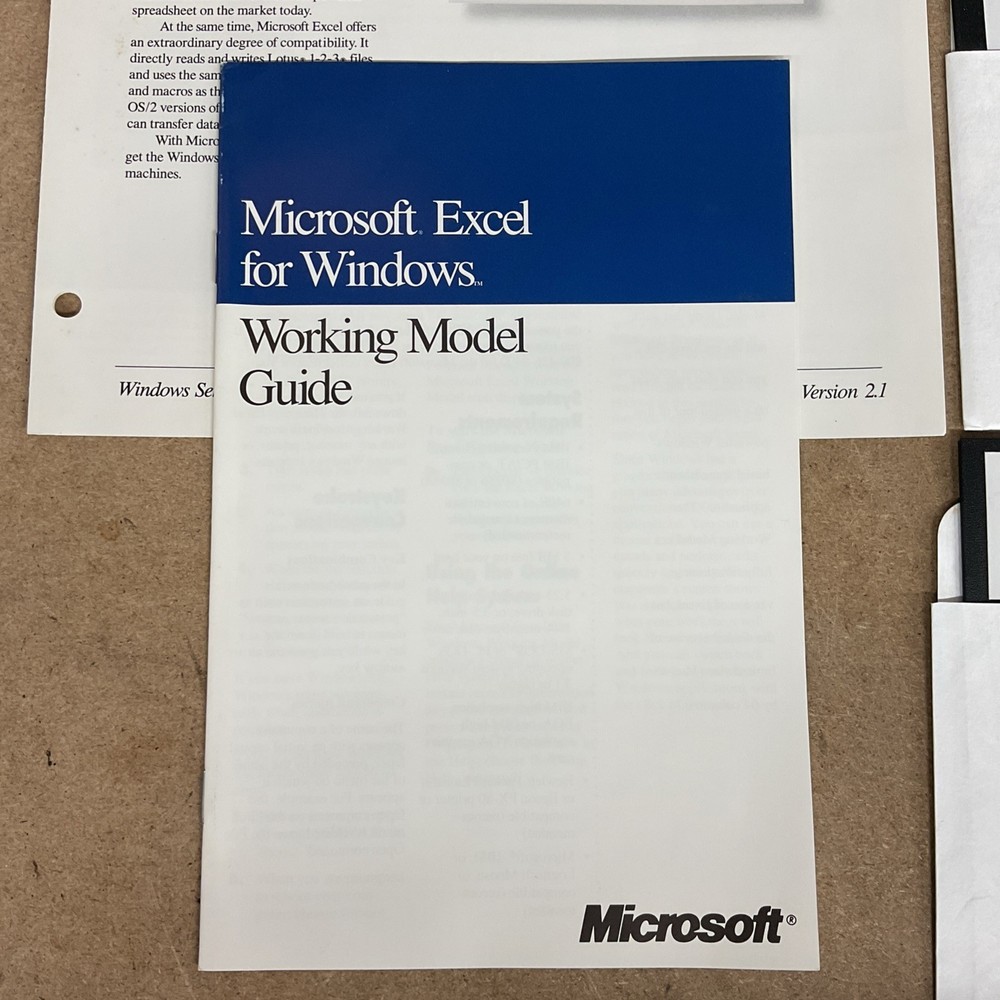 spreadsheet on the market today.
At the same time, Microsoft Excel offers
an extraordinary degree of compatibility. It
directly reads and writes Lotus® 1-2-3® files
and uses the sam
and macros as th
OS/2 versions of
can transfer data
With Micro
get the Windows
machines.
Windows Se
Version 2.1
Microsoft® Excel
for Windows™
Working Model
Guide
Microsoft®